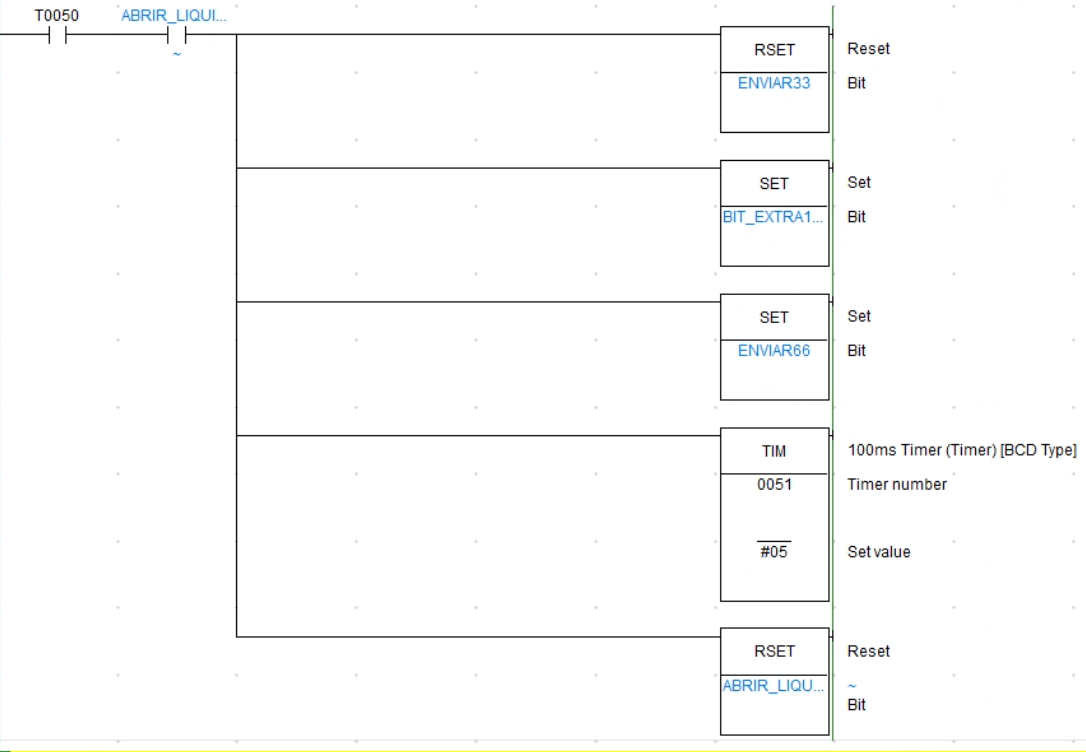 T0050 ABRIR_LIQUI...
~
RSET Reset
ENVIAR33 Bit
SET Set
BIT_EXTRA1... Bit
SET Set
ENVIAR66 Bit
TIM 100ms Timer (Timer) [BCD Type]
0051 Timer number
#05 Set value
RSET Reset
ABRIR_LIQU... ~
Bit